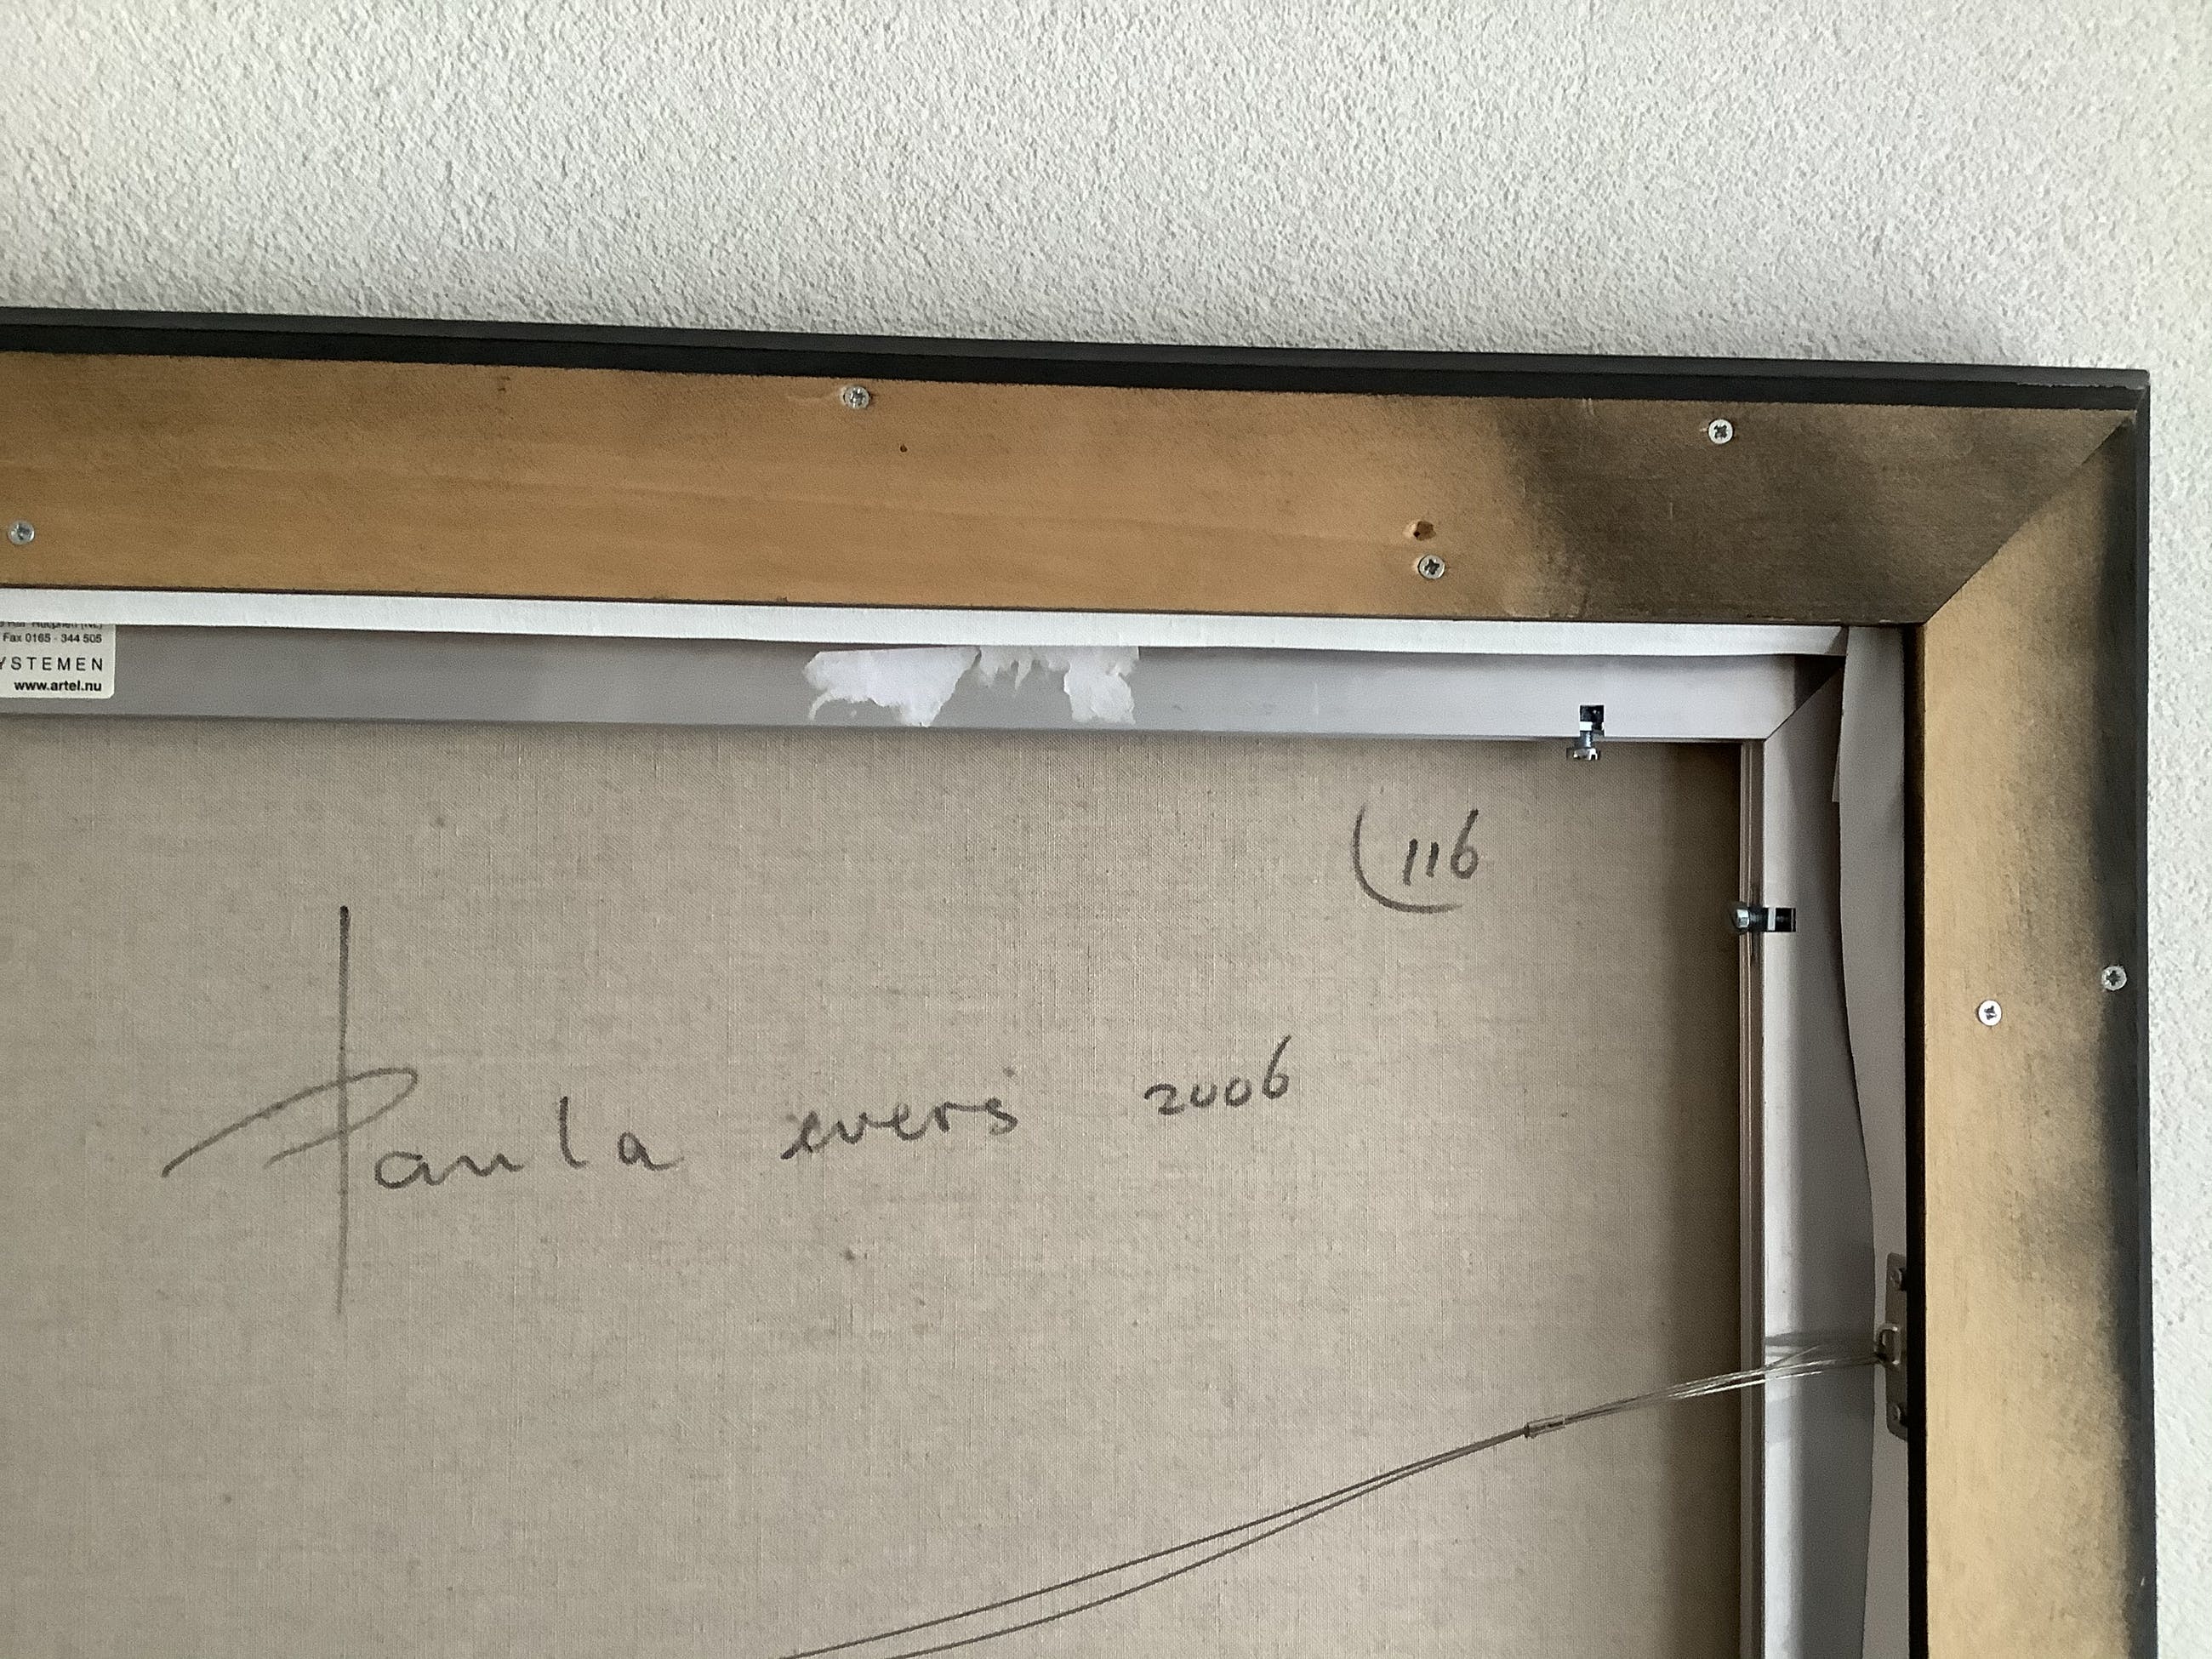 Fax 0165 - 344 505
YSTEMEN
www.artel.nu
116
Paula evers 2006